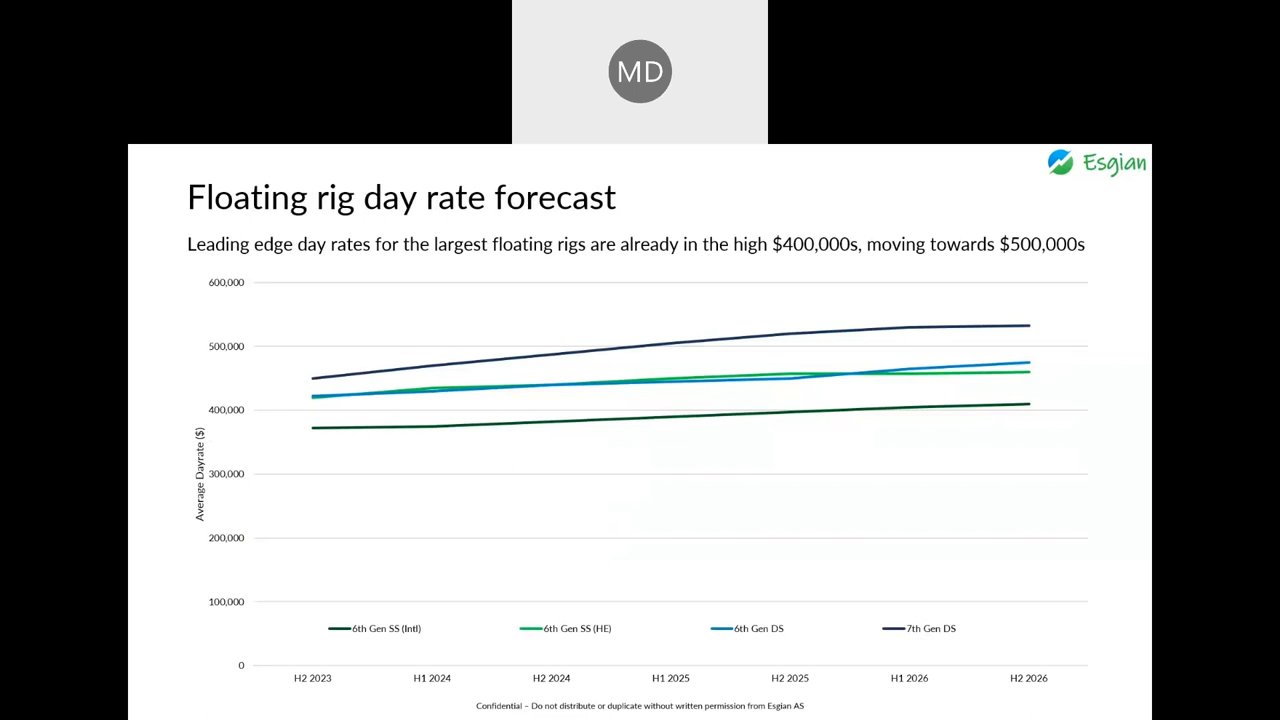 MD
Esgian
Floating rig day rate forecast
Leading edge day rates for the largest floating rigs are already in the high $400,000s, moving towards $500,000s
600,000
500,000
400,000
300,000
200,000
100,000
0
Average Dayrate ($)
6th Gen SS (Intl) 6th Gen SS (HE) 6th Gen DS 7th Gen DS
H2 2023 H1 2024 H2 2024 H1 2025 H2 2025 H1 2026 H2 2026
Confidential – Do not distribute or duplicate without written permission from Esgian AS